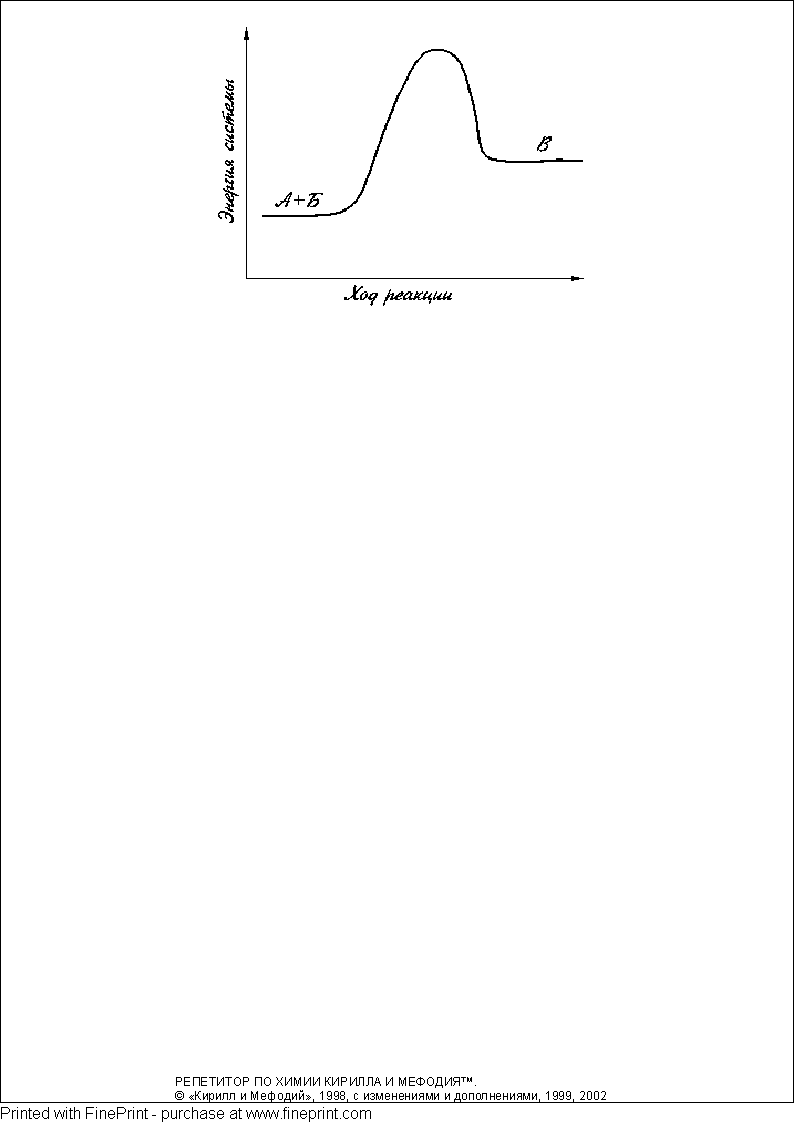 Энергия системы
А+Б
В
Ход реакции
РЕПЕТИТОР ПО ХИМИИ КИРИЛЛА И МЕФОДИЯ™.
© «Кирилл и Мефодий», 1998, с изменениями и дополнениями, 1999, 2002
Printed with FinePrint - purchase at www.fineprint.com